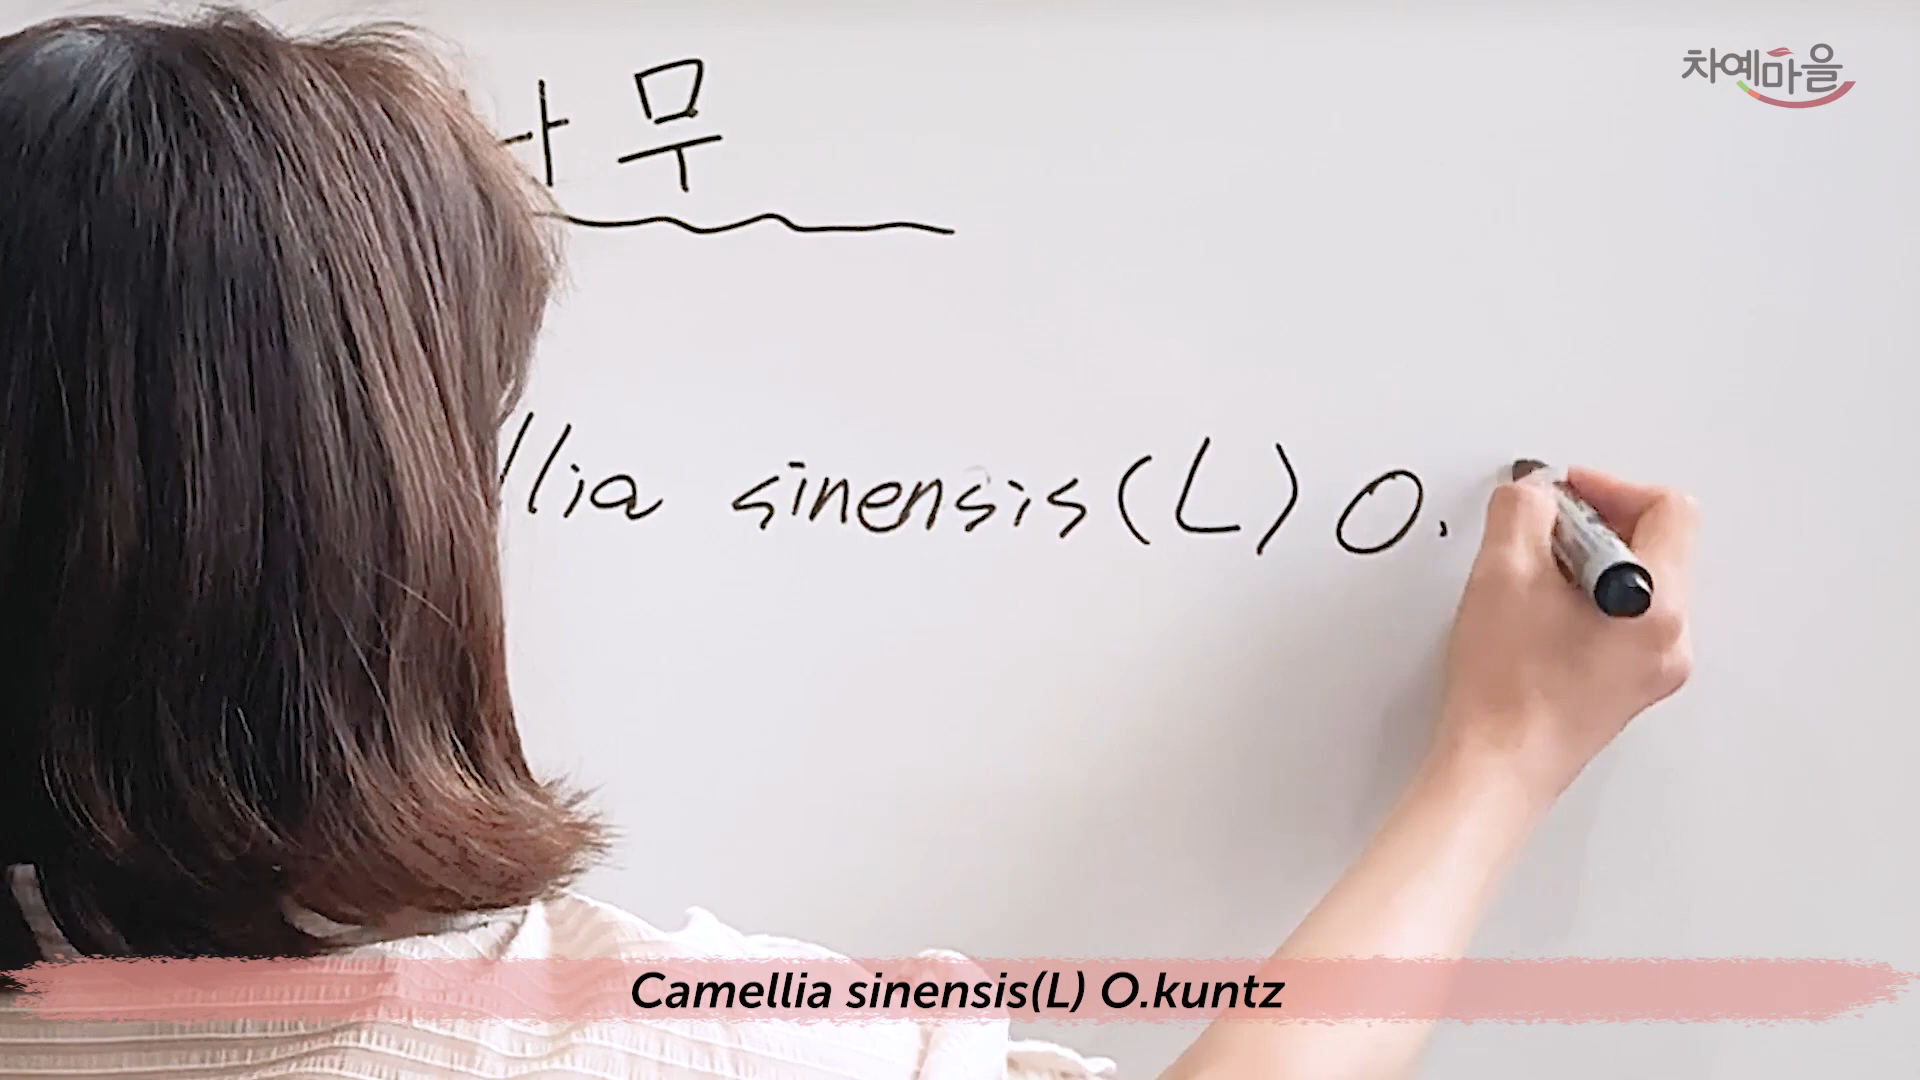 차예마을
나무
llia sinensis (L) O.
Camellia sinensis(L) O.kuntz